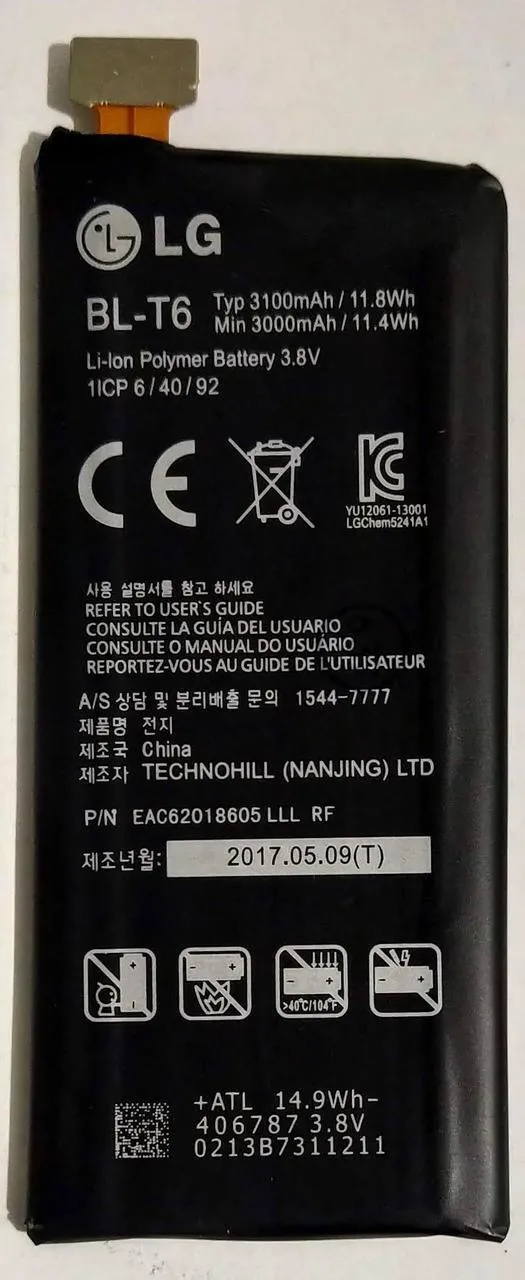 LG
BL-T6 Typ 3100mAh / 11.8Wh
Min 3000mAh / 11.4Wh
Li-Ion Polymer Battery 3.8V
1ICP 6 / 40 / 92
CE
KC
YU12061-13001
LGChem5241A1
사용 설명서를 참고 하세요
REFER TO USER`S GUIDE
CONSULTE LA GUÍA DEL USUARIO
CONSULTE O MANUAL DO USUÁRIO
REPORTEZ-VOUS AU GUIDE DE L'UTILISATEUR
A/S 상담 및 분리배출 문의 1544-7777
제품명 전지
제조국 China
제조자 TECHNOHILL (NANJING) LTD
P/N EAC62018605 LLL RF
제조년월: 2017.05.09(T)
>40°C/104°F
+ATL 14.9Wh-
406787 3.8V
0213B7311211